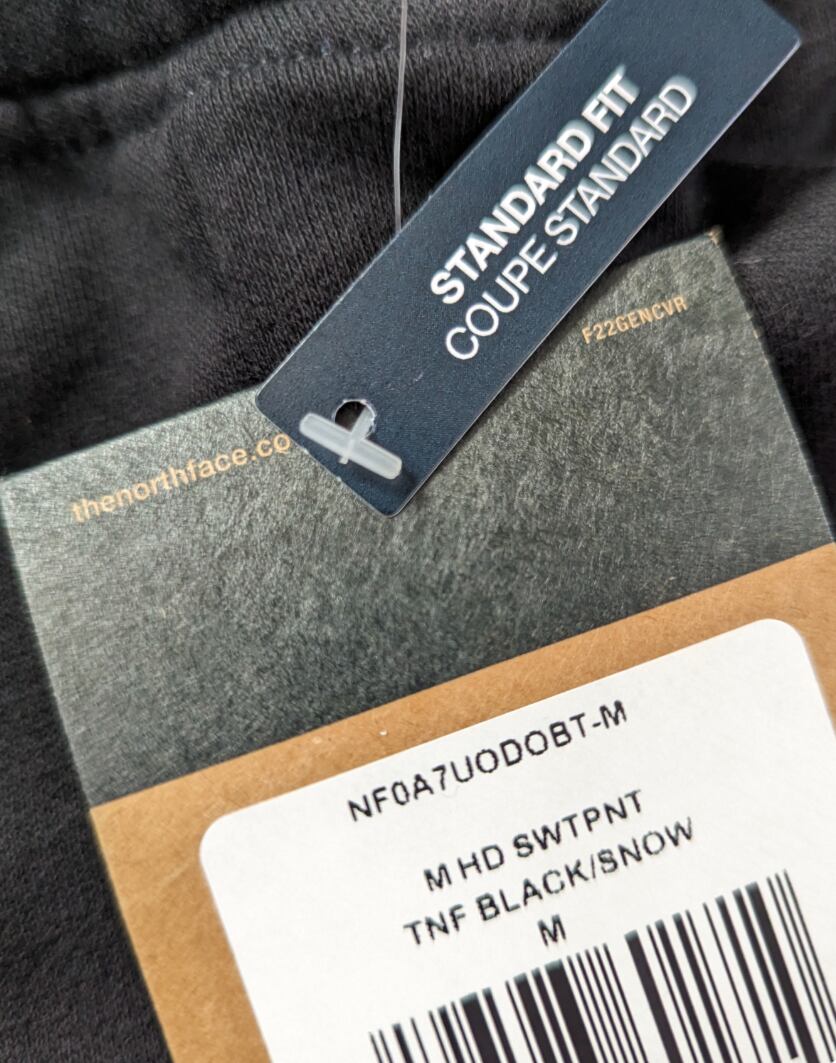 STANDARD FIT
COUPE STANDARD
F22GENCVR
thenorthface.co
NF0A7UODOBT-M
M HD SWTPNT
TNF BLACK/SNOW
M